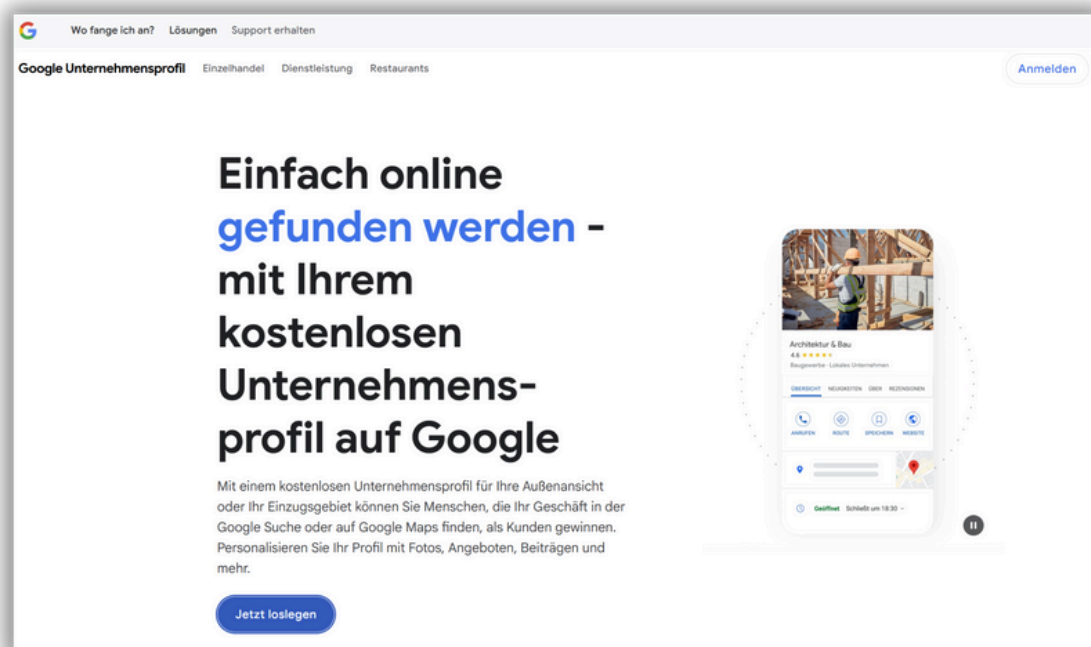 Wo fange ich an? Lösungen Support erhalten
Google Unternehmensprofil Einzelhandel Dienstleistung Restaurants Anmelden
Einfach online
gefunden werden -
mit Ihrem
kostenlosen
Unternehmens-
profil auf Google
Mit einem kostenlosen Unternehmensprofil für Ihre Außenansicht
oder Ihr Einzugsgebiet können Sie Menschen, die Ihr Geschäft in der
Google Suche oder auf Google Maps finden, als Kunden gewinnen.
Personalisieren Sie Ihr Profil mit Fotos, Angeboten, Beiträgen und
mehr.
Jetzt loslegen
Architektur & Bau
4.6
Baugewerbe · Lokales Unternehmen
ÜBERSICHT NEUIGKEITEN ÜBER REZENSIONEN
ANRUFEN ROUTE SPEICHERN WEBSITE
Geöffnet Schließt um 18:30